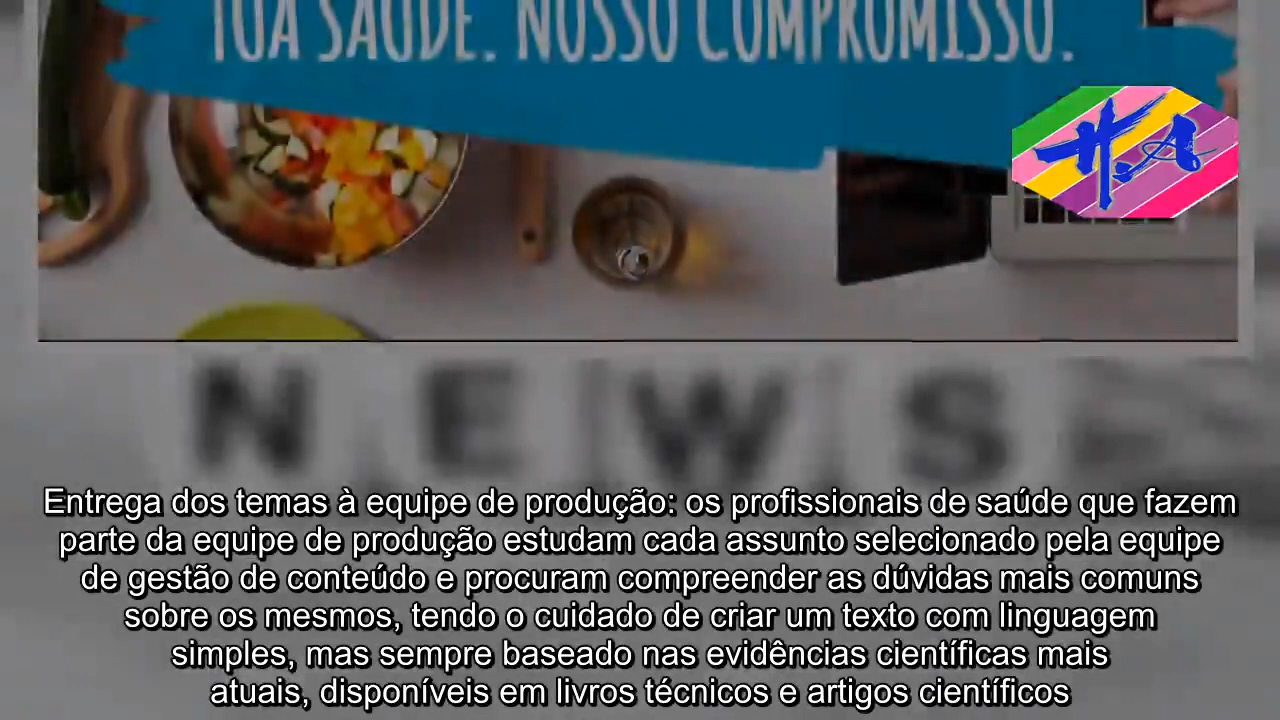 TUA SAÚDE. NOSSO COMPROMISSO.
H.A
NEWS
Entrega dos temas à equipe de produção: os profissionais de saúde que fazem
parte da equipe de produção estudam cada assunto selecionado pela equipe
de gestão de conteúdo e procuram compreender as dúvidas mais comuns
sobre os mesmos, tendo o cuidado de criar um texto com linguagem
simples, mas sempre baseado nas evidências científicas mais
atuais, disponíveis em livros técnicos e artigos científicos